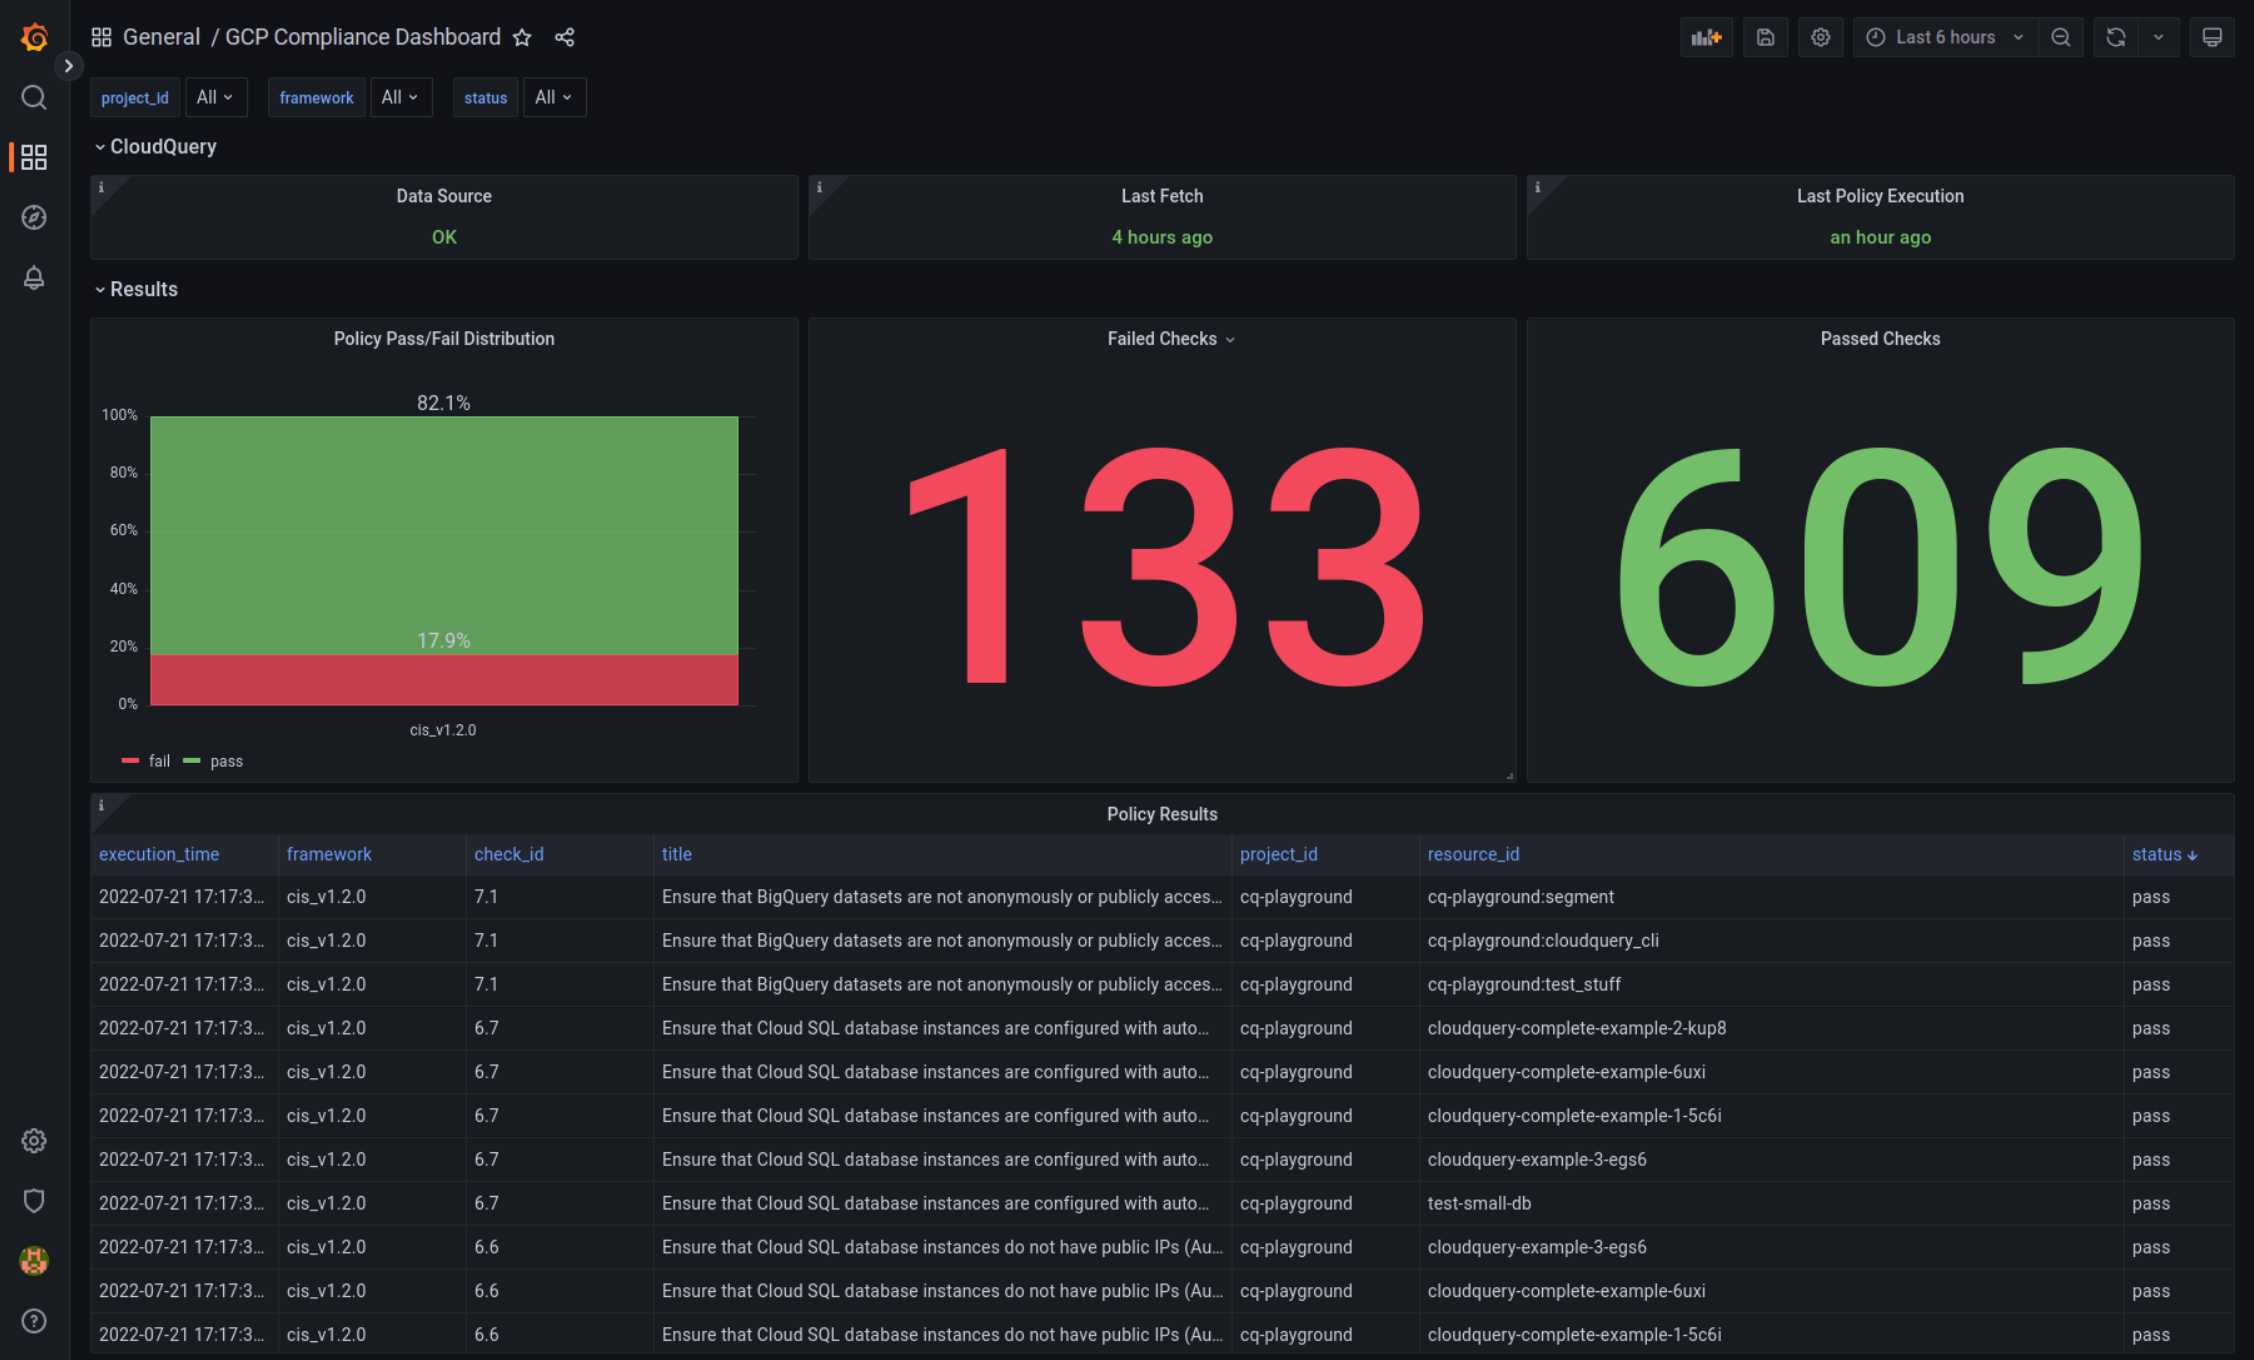 General / GCP Compliance Dashboard
Last 6 hours
project_id All framework All status All
CloudQuery
Data Source
OK
Last Fetch
4 hours ago
Last Policy Execution
an hour ago
Results
Policy Pass/Fail Distribution
82.1%
100%
80%
60%
40%
17.9%
20%
0%
cis_v1.2.0
fail pass
Failed Checks
133
Passed Checks
609
Policy Results
execution_time framework check_id title project_id resource_id status
2022-07-21 17:17:3... cis_v1.2.0 7.1 Ensure that BigQuery datasets are not anonymously or publicly acces... cq-playground cq-playground:segment pass
2022-07-21 17:17:3... cis_v1.2.0 7.1 Ensure that BigQuery datasets are not anonymously or publicly acces... cq-playground cq-playground:cloudquery_cli pass
2022-07-21 17:17:3... cis_v1.2.0 7.1 Ensure that BigQuery datasets are not anonymously or publicly acces... cq-playground cq-playground:test_stuff pass
2022-07-21 17:17:3... cis_v1.2.0 6.7 Ensure that Cloud SQL database instances are configured with auto... cq-playground cloudquery-complete-example-2-kup8 pass
2022-07-21 17:17:3... cis_v1.2.0 6.7 Ensure that Cloud SQL database instances are configured with auto... cq-playground cloudquery-complete-example-6uxi pass
2022-07-21 17:17:3... cis_v1.2.0 6.7 Ensure that Cloud SQL database instances are configured with auto... cq-playground cloudquery-complete-example-1-5c6i pass
2022-07-21 17:17:3... cis_v1.2.0 6.7 Ensure that Cloud SQL database instances are configured with auto... cq-playground cloudquery-example-3-egs6 pass
2022-07-21 17:17:3... cis_v1.2.0 6.7 Ensure that Cloud SQL database instances are configured with auto... cq-playground test-small-db pass
2022-07-21 17:17:3... cis_v1.2.0 6.6 Ensure that Cloud SQL database instances do not have public IPs (Au... cq-playground cloudquery-example-3-egs6 pass
2022-07-21 17:17:3... cis_v1.2.0 6.6 Ensure that Cloud SQL database instances do not have public IPs (Au... cq-playground cloudquery-complete-example-6uxi pass
2022-07-21 17:17:3... cis_v1.2.0 6.6 Ensure that Cloud SQL database instances do not have public IPs (Au... cq-playground cloudquery-complete-example-1-5c6i pass